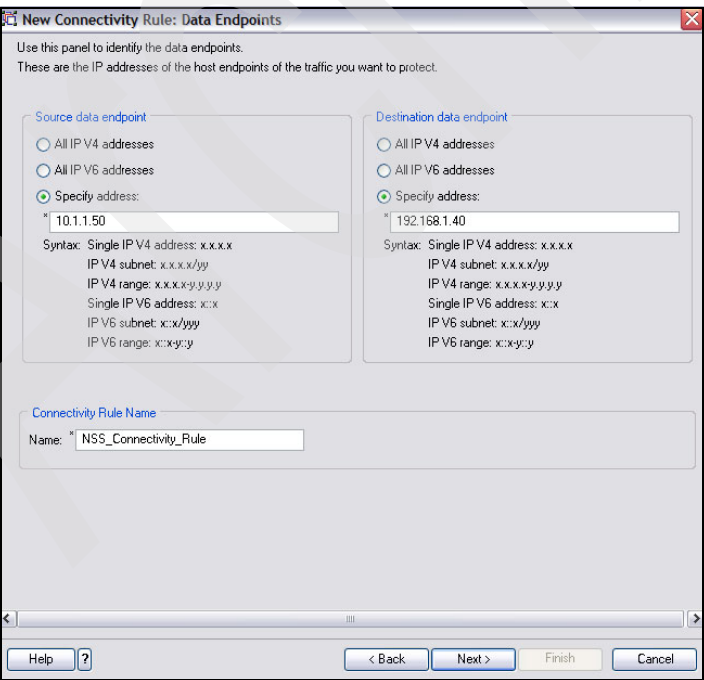 New Connectivity Rule: Data Endpoints
Use this panel to identify the data endpoints.
These are the IP addresses of the host endpoints of the traffic you want to protect.
Source data endpoint
All IP V4 addresses
All IP V6 addresses
Specify address:
* 10.1.1.50
Syntax: Single IP V4 address: x.x.x.x
IP V4 subnet: x.x.x.x/yy
IP V4 range: x.x.x.x-y.y.y.y
Single IP V6 address: x::x
IP V6 subnet: x::x/yyy
IP V6 range: x::x-y::y
Destination data endpoint
All IP V4 addresses
All IP V6 addresses
Specify address:
* 192.168.1.40
Syntax: Single IP V4 address: x.x.x.x
IP V4 subnet: x.x.x.x/yy
IP V4 range: x.x.x.x-y.y.y.y
Single IP V6 address: x::x
IP V6 subnet: x::x/yyy
IP V6 range: x::x-y::y
Connectivity Rule Name
Name: * NSS_Connectivity_Rule
Help ? < Back Next > Finish Cancel